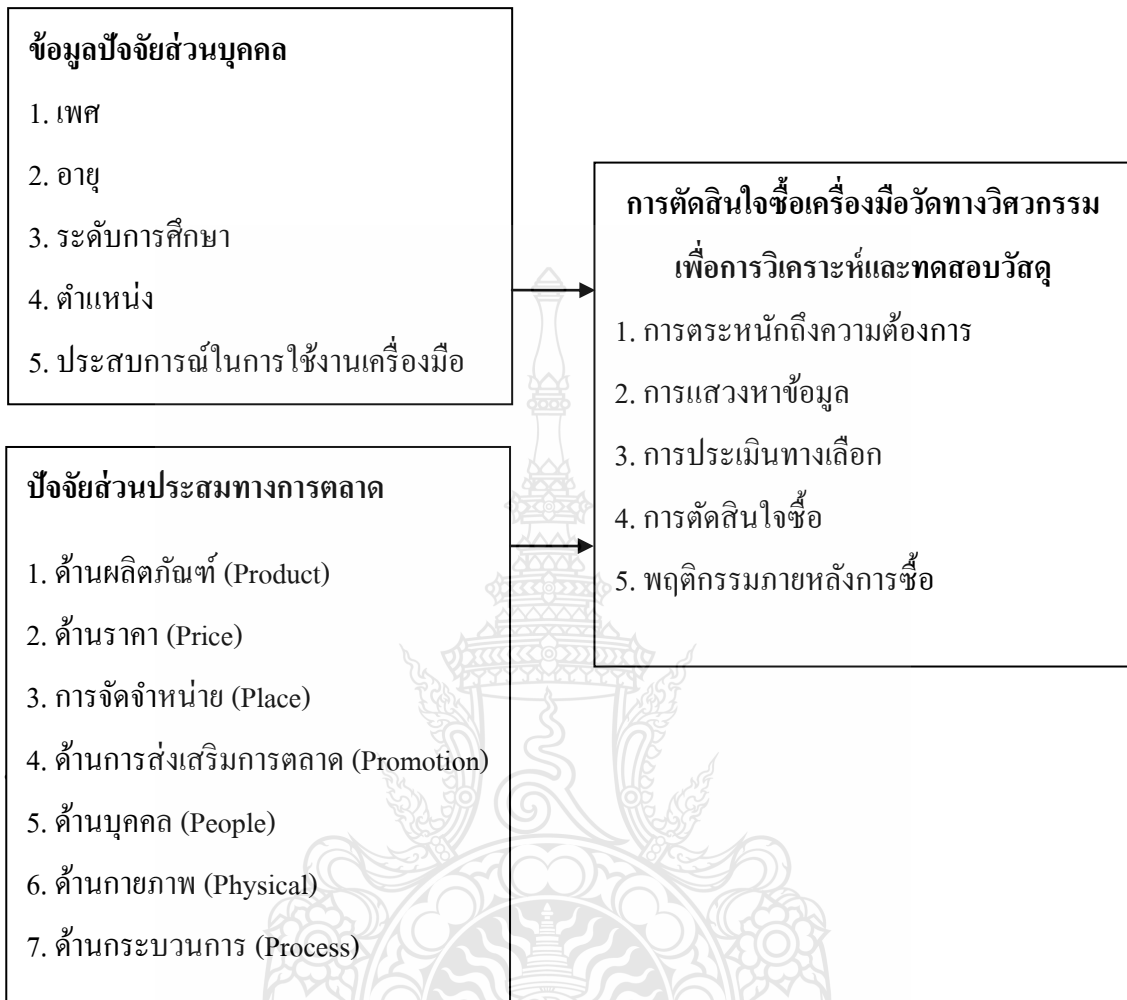 ข้อมูลปัจจัยส่วนบุคคล
1. เพศ
2. อายุ
3. ระดับการศึกษา
4. ตำแหน่ง
5. ประสบการณ์ในการใช้งานเครื่องมือ
ปัจจัยส่วนประสมทางการตลาด
1. ด้านผลิตภัณฑ์ (Product)
2. ด้านราคา (Price)
3. การจัดจำหน่าย (Place)
4. ด้านการส่งเสริมการตลาด (Promotion)
5. ด้านบุคคล (People)
6. ด้านกายภาพ (Physical)
7. ด้านกระบวนการ (Process)
การตัดสินใจซื้อเครื่องมือวัดทางวิศวกรรม
เพื่อการวิเคราะห์และทดสอบวัสดุ
1. การตระหนักถึงความต้องการ
2. การแสวงหาข้อมูล
3. การประเมินทางเลือก
4. การตัดสินใจซื้อ
5. พฤติกรรมภายหลังการซื้อ